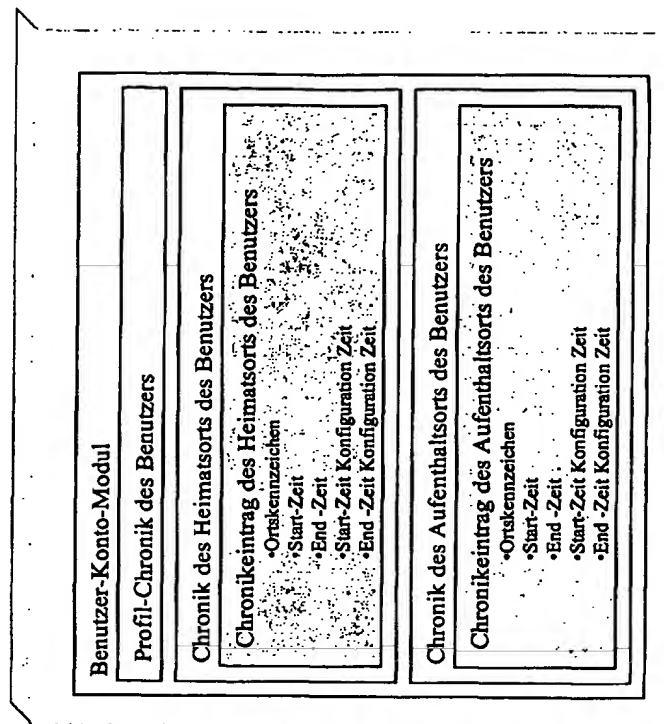 Benutzer-Konto-Modul
Profil-Chronik des Benutzers
Chronik des Heimatsorts des Benutzers
Chronikeintrag des Heimatsorts des Benutzers
•Ortskennzeichen
•Start-Zeit
•End -Zeit
•Start-Zeit Konfiguration Zeit
•End -Zeit Konfiguration Zeit
Chronik des Aufenthaltsorts des Benutzers
Chronikeintrag des Aufenthaltsorts des Benutzers
•Ortskennzeichen
•Start-Zeit
•End -Zeit
•Start-Zeit Konfiguration Zeit
•End -Zeit Konfiguration Zeit